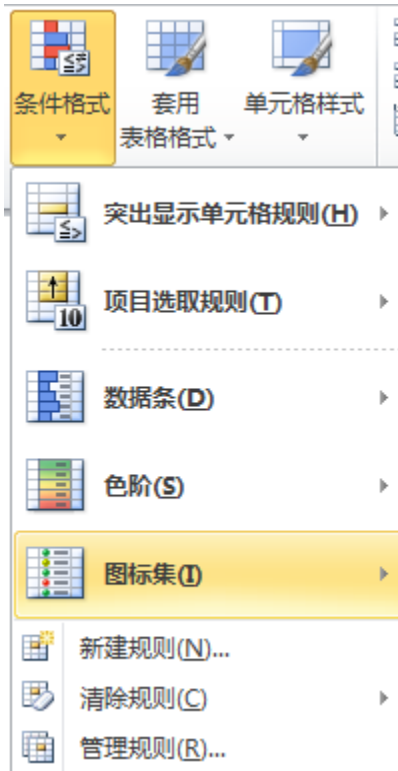 条件格式
套用
表格格式
单元格样式
突出显示单元格规则(H)
项目选取规则(T)
10
数据条(D)
色阶(S)
图标集(I)
新建规则(N)...
清除规则(C)
管理规则(R)...